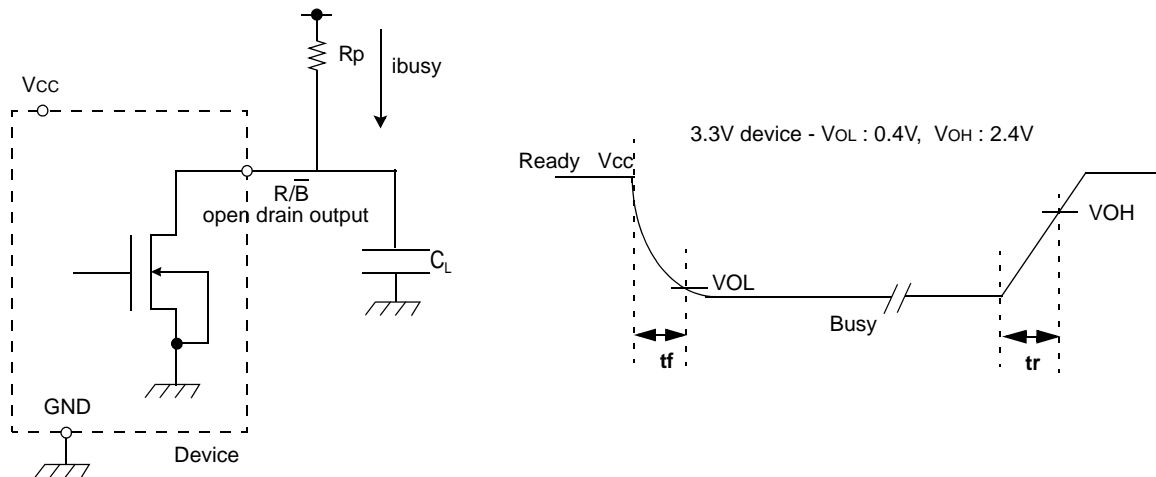 Rp
ibusy
VCC
R/B̅
open drain output
CL
GND
Device
3.3V device - VOL : 0.4V, VOH : 2.4V
Ready Vcc
VOH
VOL
Busy
tf
tr